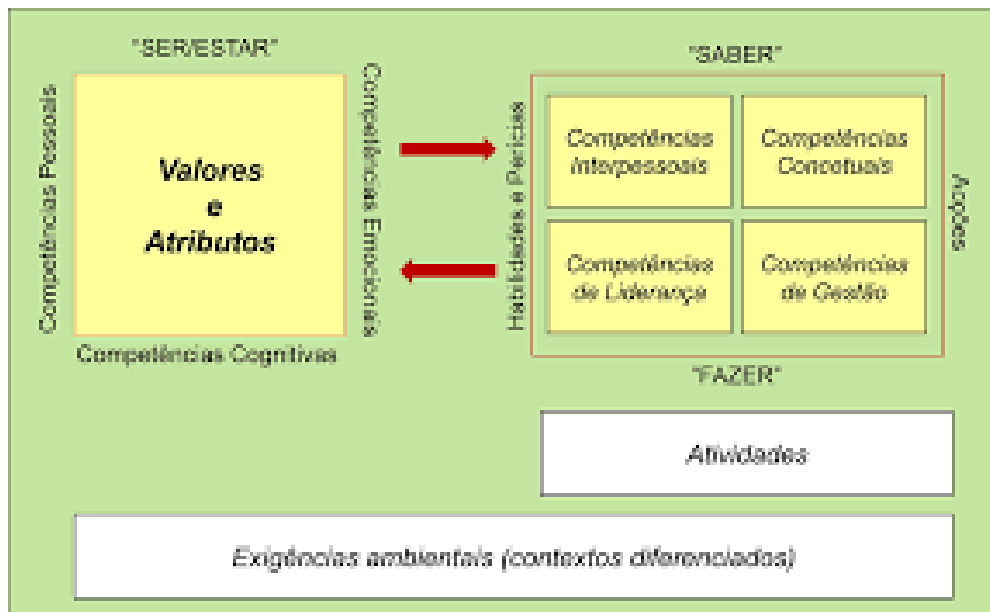 "SER/ESTAR"
Competências Pessoais
Valores
e
Atributos
Competências Emocionais
Competências Cognitivas
"SABER"
Habilidades e Perícias
Competências
Interpessoais
Competências
Concetuais
Competências
de Liderança
Competências
de Gestão
Acções
"FAZER"
Atividades
Exigências ambientais (contextos diferenciados)